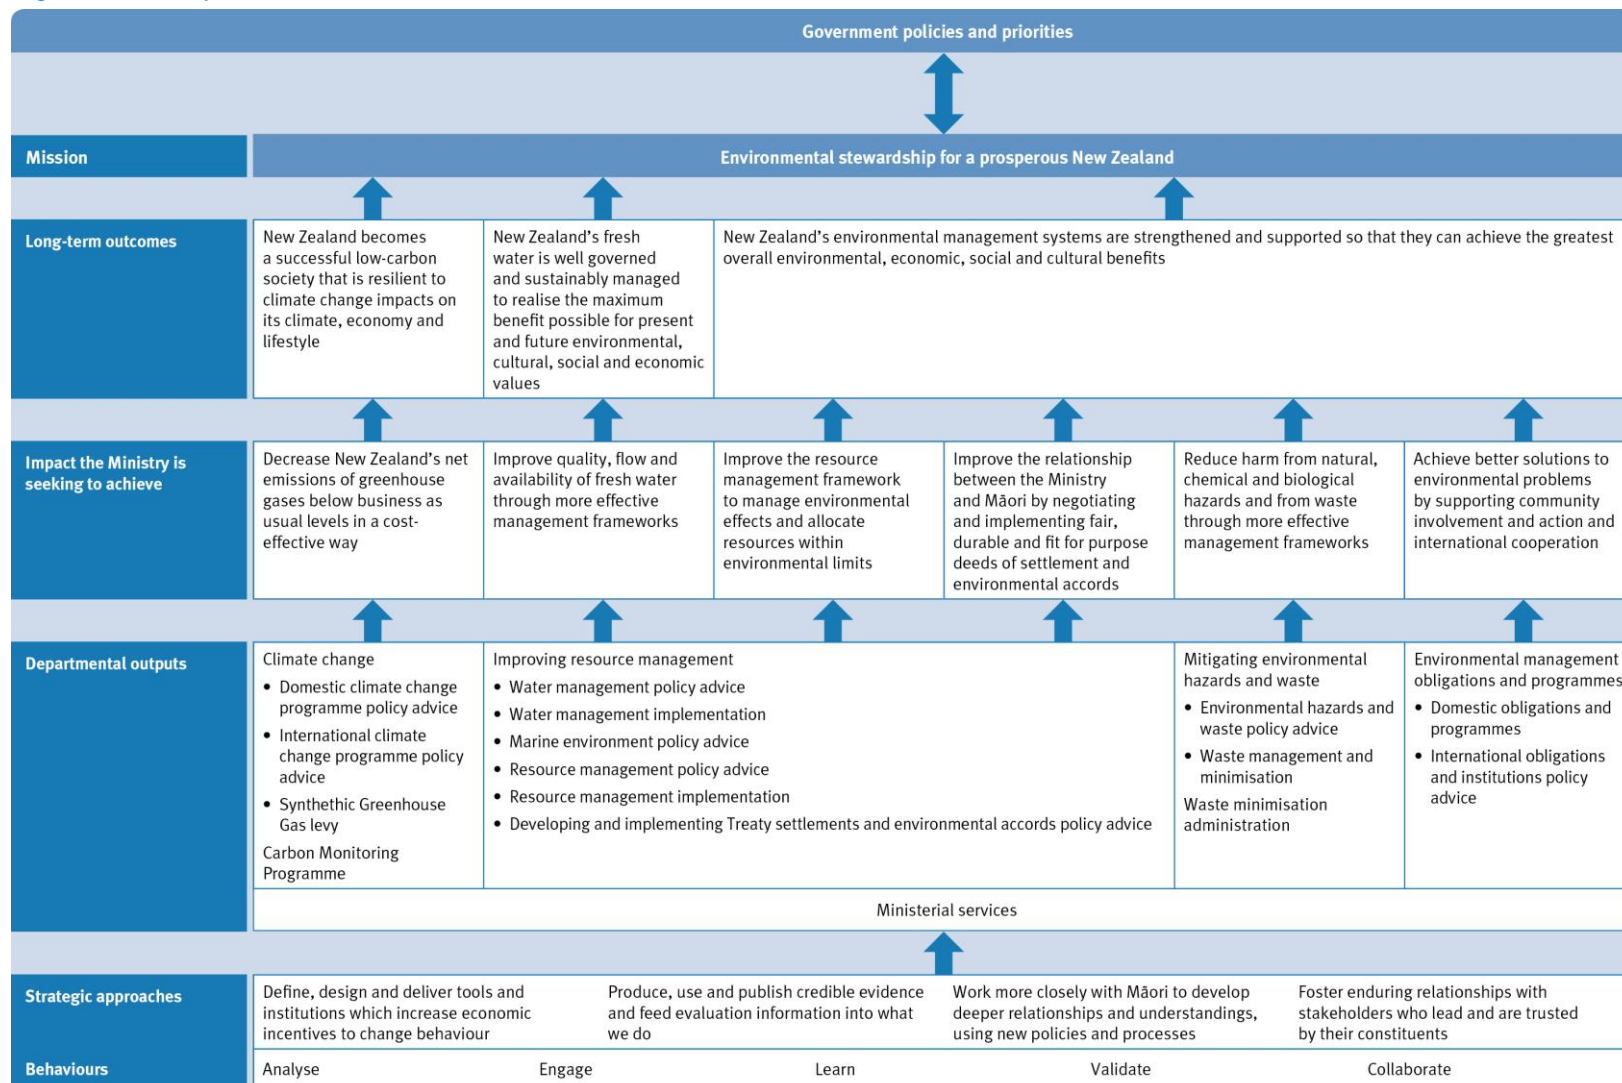 Government policies and priorities
Mission
Environmental stewardship for a prosperous New Zealand
Long-term outcomes
New Zealand becomes
a successful low-carbon
society that is resilient to
climate change impacts on
its climate, economy and
lifestyle
New Zealand's fresh
water is well governed
and sustainably managed
to realise the maximum
benefit possible for present
and future environmental,
cultural, social and economic
values
New Zealand's environmental management systems are strengthened and supported so that they can achieve the greatest
overall environmental, economic, social and cultural benefits
Impact the Ministry is
seeking to achieve
Decrease New Zealand's net
emissions of greenhouse
gases below business as
usual levels in a cost-
effective way
Improve quality, flow and
availability of fresh water
through more effective
management frameworks
Improve the resource
management framework
to manage environmental
effects and allocate
resources within
environmental limits
Improve the relationship
between the Ministry
and Māori by negotiating
and implementing fair,
durable and fit for purpose
deeds of settlement and
environmental accords
Reduce harm from natural,
chemical and biological
hazards and from waste
through more effective
management frameworks
Achieve better solutions to
environmental problems
by supporting community
involvement and action and
international cooperation
Departmental outputs
Climate change
• Domestic climate change
programme policy advice
• International climate
change programme policy
advice
• Synthethic Greenhouse
Gas levy
Carbon Monitoring
Programme
Improving resource management
• Water management policy advice
• Water management implementation
• Marine environment policy advice
• Resource management policy advice
• Resource management implementation
• Developing and implementing Treaty settlements and environmental accords policy advice
Mitigating environmental
hazards and waste
• Environmental hazards and
waste policy advice
• Waste management and
minimisation
Waste minimisation
administration
Environmental management
obligations and programmes
• Domestic obligations and
programmes
• International obligations
and institutions policy
advice
Ministerial services
Strategic approaches
Define, design and deliver tools and
institutions which increase economic
incentives to change behaviour
Produce, use and publish credible evidence
and feed evaluation information into what
we do
Work more closely with Māori to develop
deeper relationships and understandings,
using new policies and processes
Foster enduring relationships with
stakeholders who lead and are trusted
by their constituents
Behaviours
Analyse
Engage
Learn
Validate
Collaborate